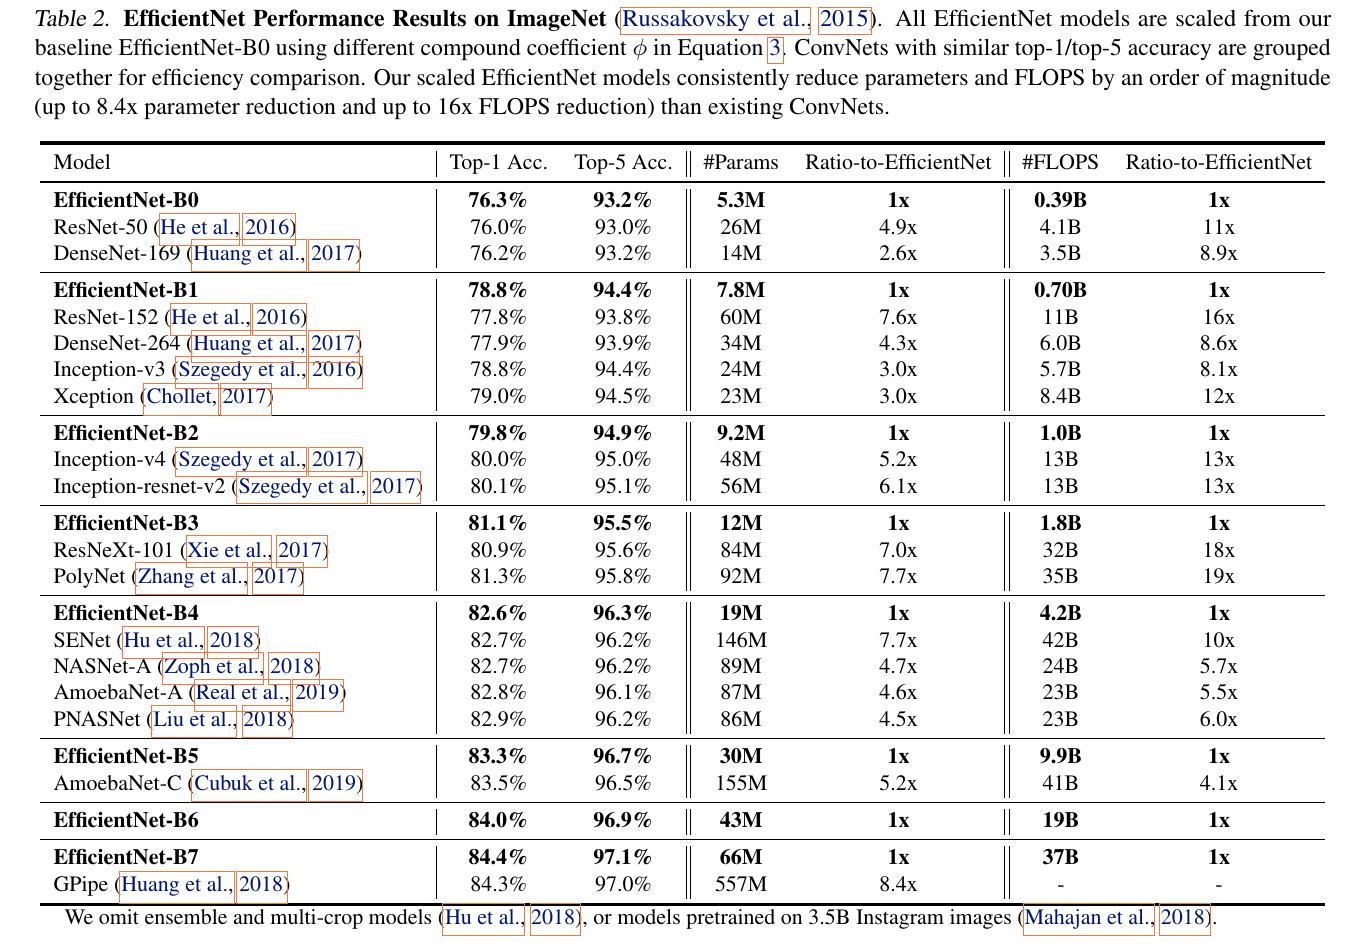 Table 2. EfficientNet Performance Results on ImageNet (Russakovsky et al., 2015). All EfficientNet models are scaled from our
baseline EfficientNet-B0 using different compound coefficient ϕ in Equation 3. ConvNets with similar top-1/top-5 accuracy are grouped
together for efficiency comparison. Our scaled EfficientNet models consistently reduce parameters and FLOPS by an order of magnitude
(up to 8.4x parameter reduction and up to 16x FLOPS reduction) than existing ConvNets.
Model Top-1 Acc. Top-5 Acc. #Params Ratio-to-EfficientNet #FLOPS Ratio-to-EfficientNet
EfficientNet-B0 76.3% 93.2% 5.3M 1x 0.39B 1x
ResNet-50 (He et al., 2016) 76.0% 93.0% 26M 4.9x 4.1B 11x
DenseNet-169 (Huang et al., 2017) 76.2% 93.2% 14M 2.6x 3.5B 8.9x
EfficientNet-B1 78.8% 94.4% 7.8M 1x 0.70B 1x
ResNet-152 (He et al., 2016) 77.8% 93.8% 60M 7.6x 11B 16x
DenseNet-264 (Huang et al., 2017) 77.9% 93.9% 34M 4.3x 6.0B 8.6x
Inception-v3 (Szegedy et al., 2016) 78.8% 94.4% 24M 3.0x 5.7B 8.1x
Xception (Chollet, 2017) 79.0% 94.5% 23M 3.0x 8.4B 12x
EfficientNet-B2 79.8% 94.9% 9.2M 1x 1.0B 1x
Inception-v4 (Szegedy et al., 2017) 80.0% 95.0% 48M 5.2x 13B 13x
Inception-resnet-v2 (Szegedy et al., 2017) 80.1% 95.1% 56M 6.1x 13B 13x
EfficientNet-B3 81.1% 95.5% 12M 1x 1.8B 1x
ResNeXt-101 (Xie et al., 2017) 80.9% 95.6% 84M 7.0x 32B 18x
PolyNet (Zhang et al., 2017) 81.3% 95.8% 92M 7.7x 35B 19x
EfficientNet-B4 82.6% 96.3% 19M 1x 4.2B 1x
SENet (Hu et al., 2018) 82.7% 96.2% 146M 7.7x 42B 10x
NASNet-A (Zoph et al., 2018) 82.7% 96.2% 89M 4.7x 24B 5.7x
AmoebaNet-A (Real et al., 2019) 82.8% 96.1% 87M 4.6x 23B 5.5x
PNASNet (Liu et al., 2018) 82.9% 96.2% 86M 4.5x 23B 6.0x
EfficientNet-B5 83.3% 96.7% 30M 1x 9.9B 1x
AmoebaNet-C (Cubuk et al., 2019) 83.5% 96.5% 155M 5.2x 41B 4.1x
EfficientNet-B6 84.0% 96.9% 43M 1x 19B 1x
EfficientNet-B7 84.4% 97.1% 66M 1x 37B 1x
GPipe (Huang et al., 2018) 84.3% 97.0% 557M 8.4x - -
We omit ensemble and multi-crop models (Hu et al., 2018), or models pretrained on 3.5B Instagram images (Mahajan et al., 2018).